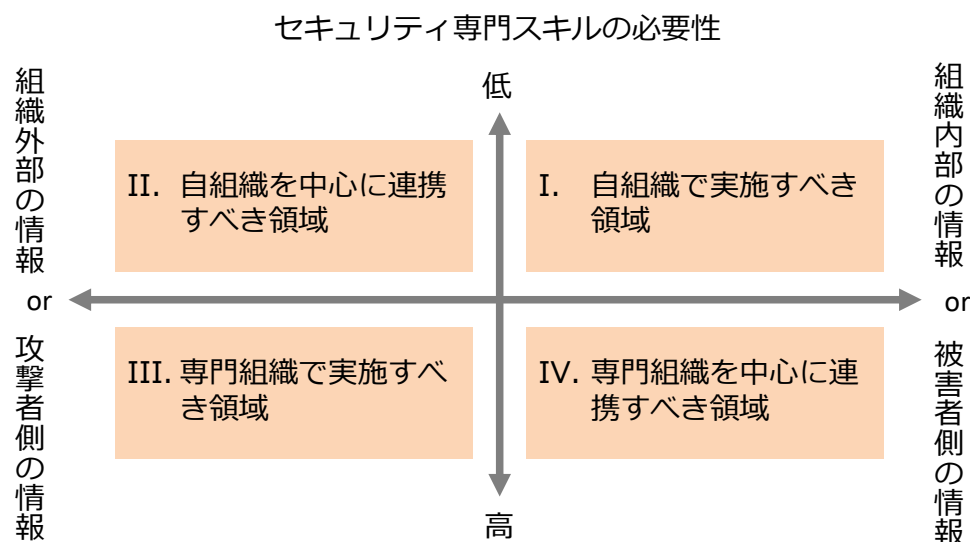 セキュリティ専門スキルの必要性
低
組織外部の情報
or
攻撃者側の情報
組織内部の情報
or
被害者側の情報
II. 自組織を中心に連携
すべき領域
I. 自組織で実施すべき
領域
III. 専門組織で実施すべ
き領域
IV. 専門組織を中心に連
携すべき領域
高